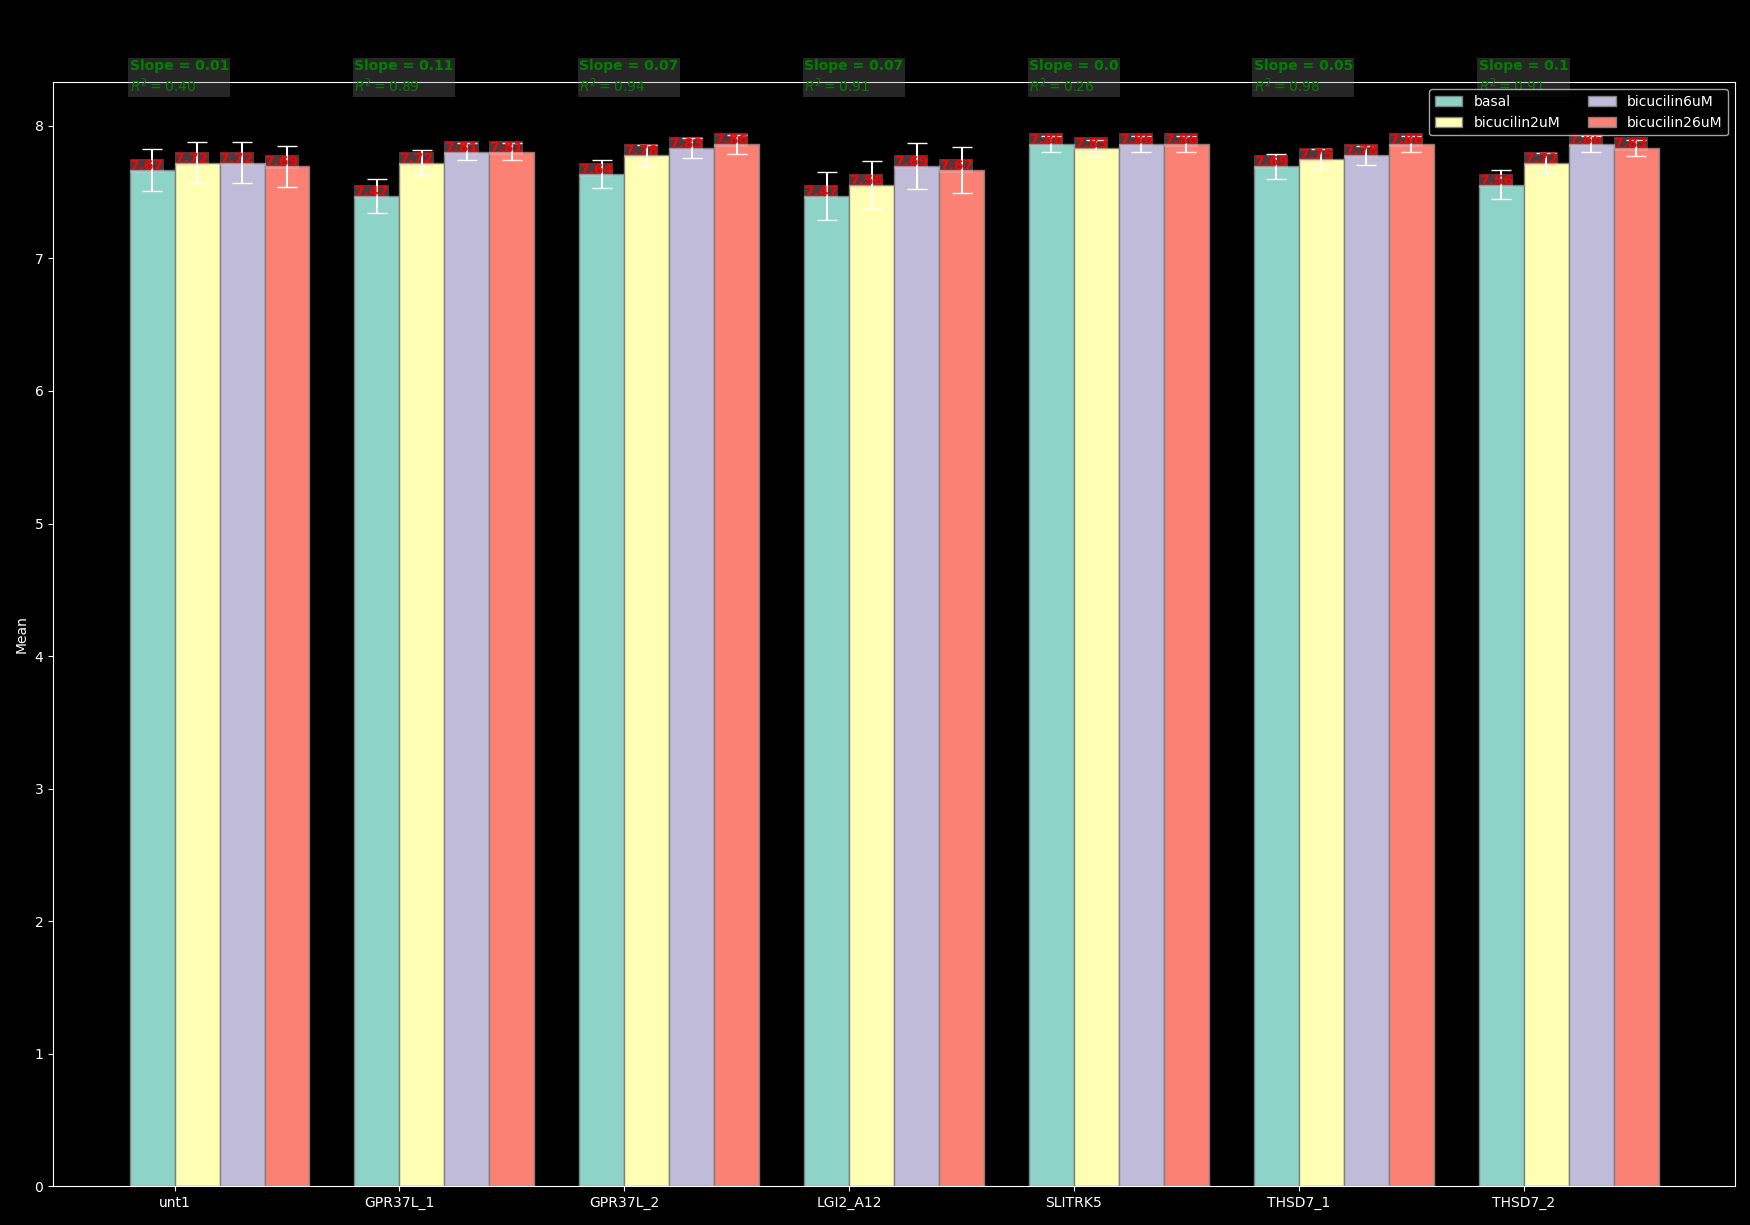 Slope = 0.01
R² = 0.40
Slope = 0.11
R² = 0.89
Slope = 0.07
R² = 0.94
Slope = 0.07
R² = 0.91
Slope = 0.0
R² = 0.26
Slope = 0.05
R² = 0.98
Slope = 0.1
R² = 0.91
basal
bicucilin2uM
bicucilin6uM
bicucilin26uM
8
7
6
5
4
3
2
1
0
Mean
7.67
7.72
7.72
7.69
7.47
7.72
7.81
7.81
7.64
7.78
7.83
7.86
7.47
7.56
7.69
7.67
7.86
7.83
7.86
7.86
7.69
7.75
7.78
7.86
7.56
7.72
7.86
7.83
unt1
GPR37L_1
GPR37L_2
LGI2_A12
SLITRK5
THSD7_1
THSD7_2